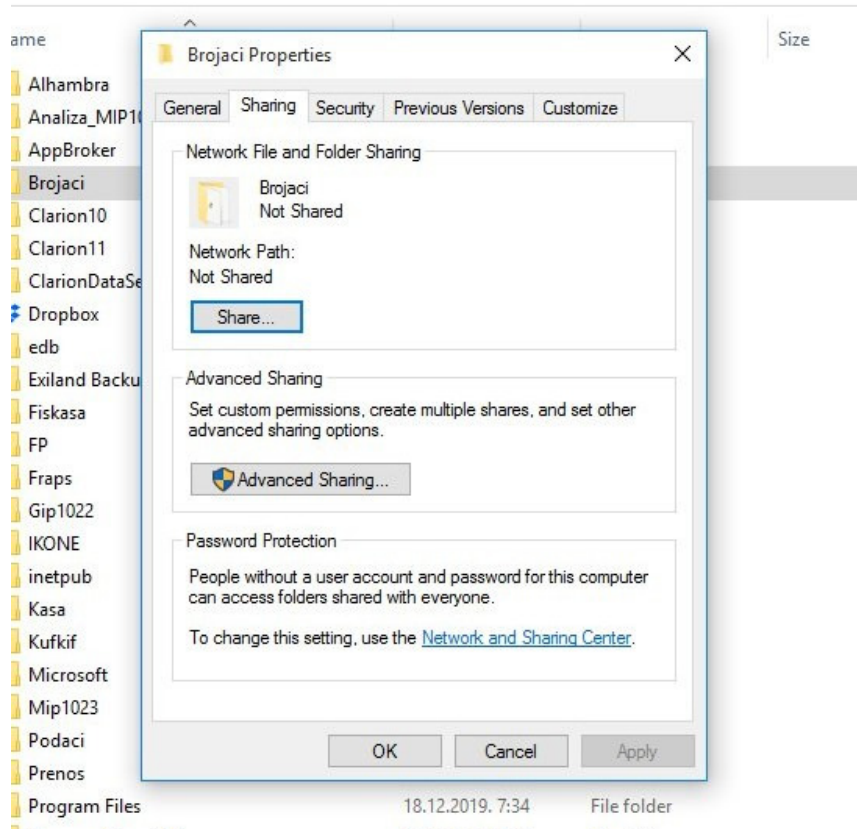 ame
Size
Alhambra
Analiza_MIP10
AppBroker
Brojaci
Clarion10
Clarion11
ClarionDataSe
Dropbox
edb
Exiland Backu
Fiskasa
FP
Fraps
Gip1022
IKONE
inetpub
Kasa
Kufkif
Microsoft
Mip1023
Podaci
Prenos
Program Files
18.12.2019. 7:34
File folder
Brojaci Properties
General
Sharing
Security
Previous Versions
Customize
Network File and Folder Sharing
Brojaci
Not Shared
Network Path:
Not Shared
Share...
Advanced Sharing
Set custom permissions, create multiple shares, and set other
advanced sharing options.
Advanced Sharing...
Password Protection
People without a user account and password for this computer
can access folders shared with everyone.
To change this setting, use the Network and Sharing Center.
OK
Cancel
Apply